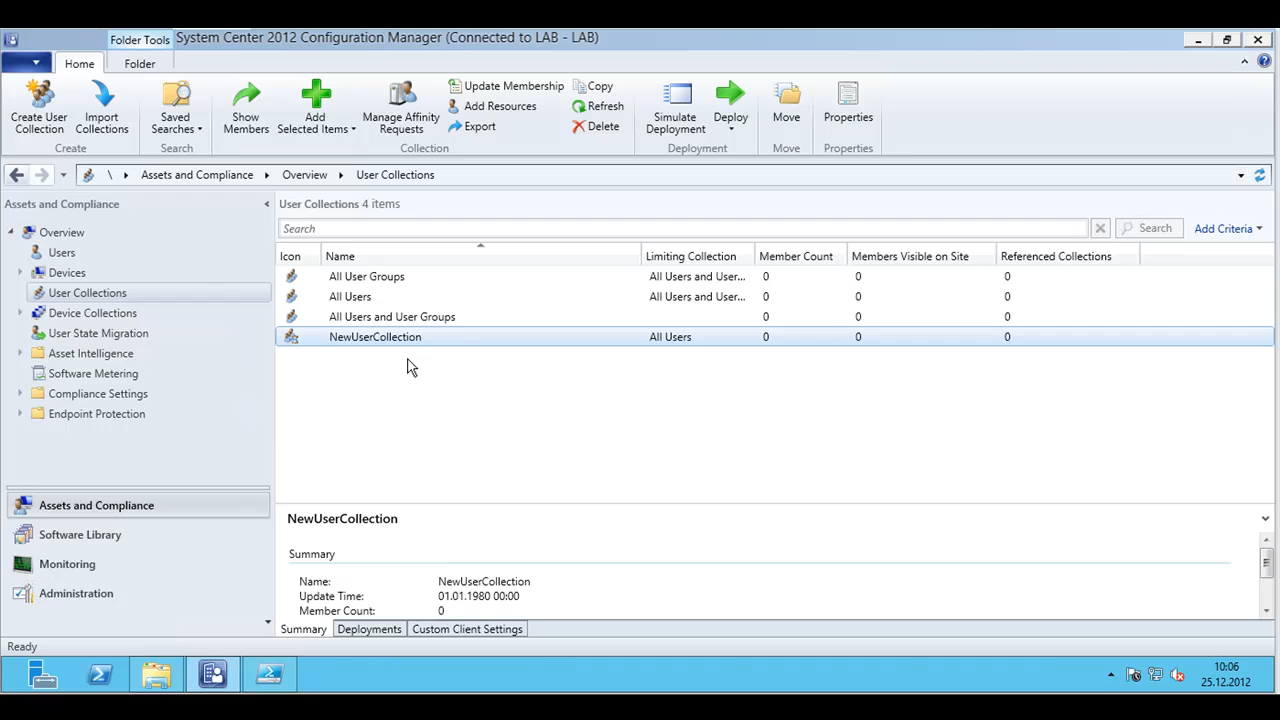 Folder Tools System Center 2012 Configuration Manager (Connected to LAB - LAB)
Home Folder
Create User Collection
Import Collections
Create
Saved Searches
Search
Show Members
Add Selected Items
Manage Affinity Requests
Update Membership
Add Resources
Export
Copy
Refresh
Delete
Collection
Simulate Deployment
Deploy
Deployment
Move
Move
Properties
Properties
\ Assets and Compliance Overview User Collections
Assets and Compliance
Overview
Users
Devices
User Collections
Device Collections
User State Migration
Asset Intelligence
Software Metering
Compliance Settings
Endpoint Protection
Assets and Compliance
Software Library
Monitoring
Administration
User Collections 4 items
Search Search Add Criteria
Icon Name Limiting Collection Member Count Members Visible on Site Referenced Collections
All User Groups All Users and User... 0 0 0
All Users All Users and User... 0 0 0
All Users and User Groups 0 0 0
NewUserCollection All Users 0 0 0
NewUserCollection
Summary
Name: NewUserCollection
Update Time: 01.01.1980 00:00
Member Count: 0
Summary Deployments Custom Client Settings
Ready
10:06
25.12.2012